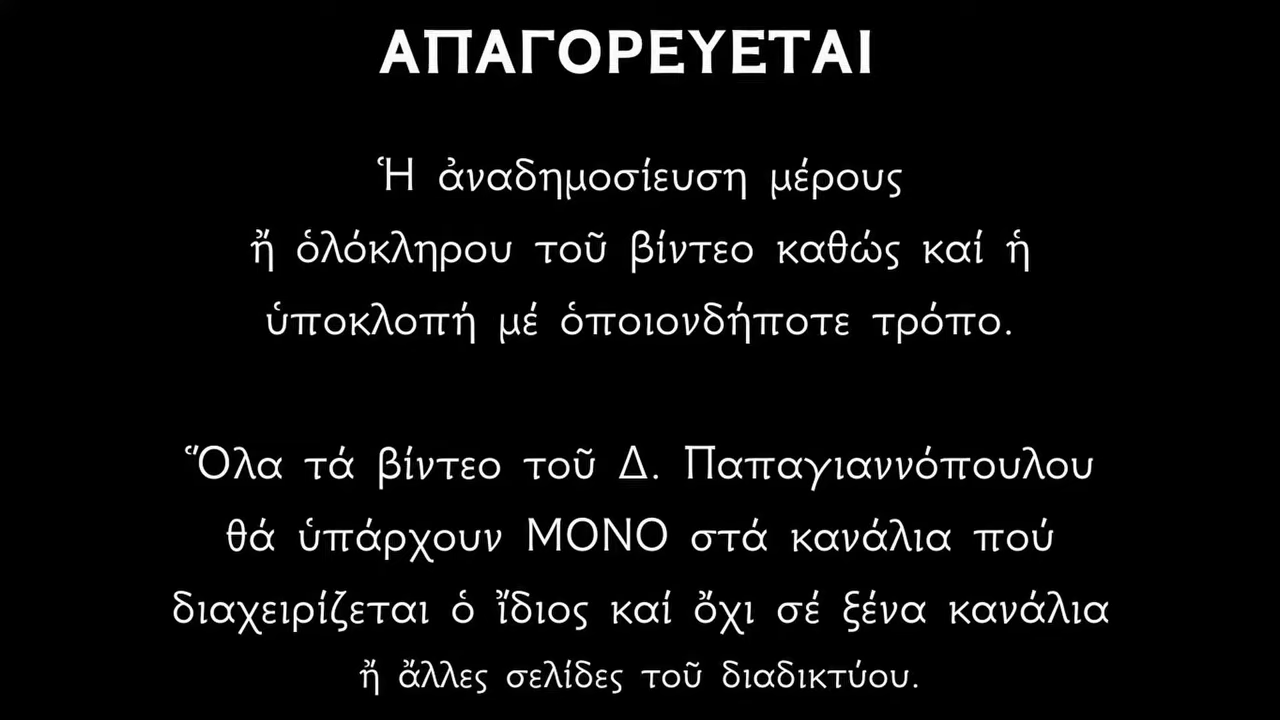 ΑΠΑΓΟΡΕΥΕΤΑΙ
Ἡ ἀναδημοσίευση μέρους
ἤ ὁλόκληρου τοῦ βίντεο καθώς καί ἡ
ὑποκλοπή μέ ὁποιονδήποτε τρόπο.
Ὅλα τά βίντεο τοῦ Δ. Παπαγιαννόπουλου
θά ὑπάρχουν ΜΟΝΟ στά κανάλια πού
διαχειρίζεται ὁ ἴδιος καί ὄχι σέ ξένα κανάλια
ἤ ἄλλες σελίδες τοῦ διαδικτύου.